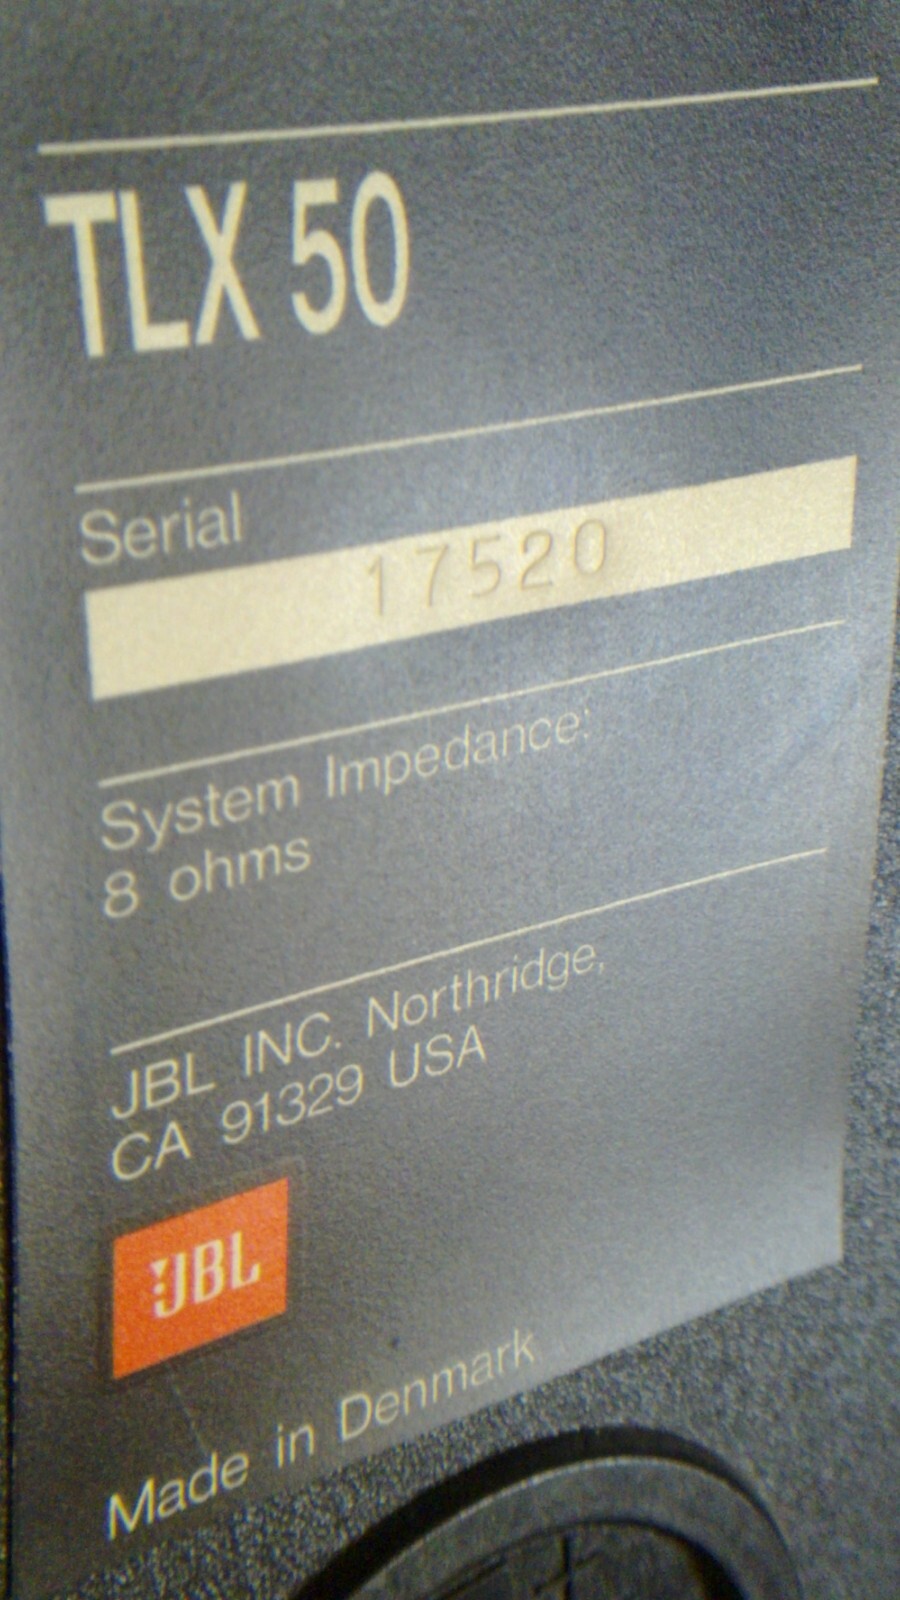 TLX 50
Serial
17520
System Impedance:
8 ohms
JBL INC. Northridge,
CA 91329 USA
JBL
Made in Denmark